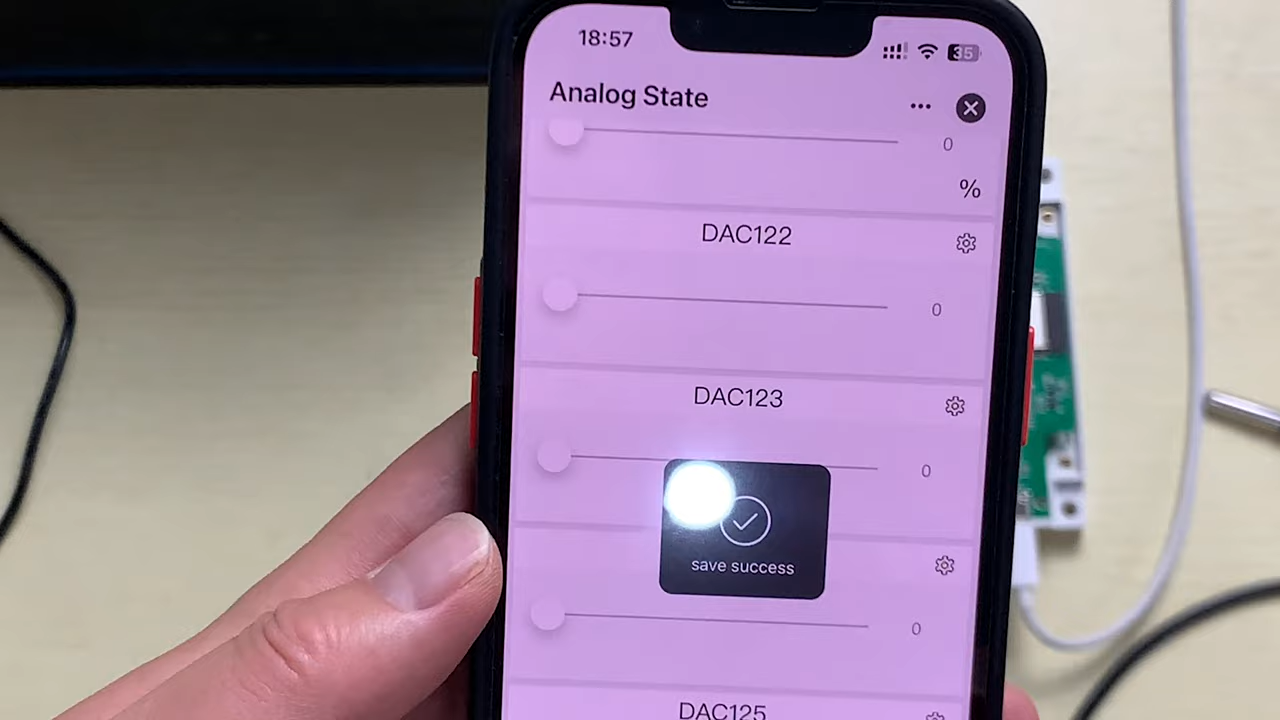 18:57
35
Analog State
0
%
DAC122
0
DAC123
0
save success
0
DAC125